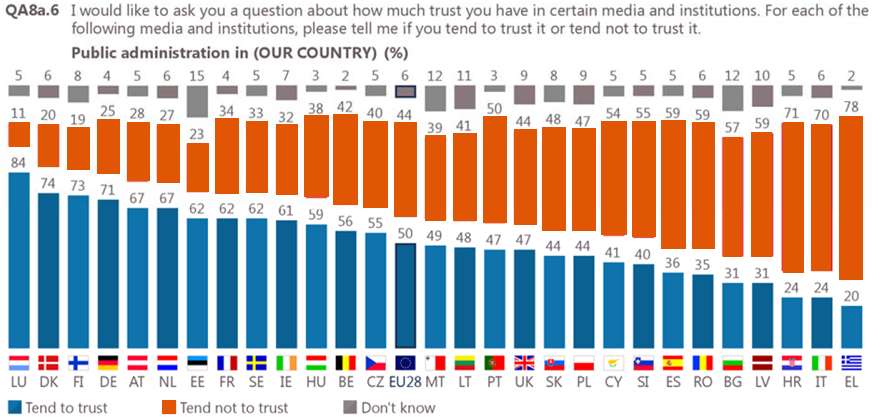 QA8a.6 I would like to ask you a question about how much trust you have in certain media and institutions. For each of the
following media and institutions, please tell me if you tend to trust it or tend not to trust it.
Public administration in (OUR COUNTRY) (%)
5 6 8 4 5 6 15 4 5 7 3 2 5 6 12 11 3 9 8 9 5 5 5 6 12 10 5 6 2
11 20 19 25 28 27 23 34 33 32 38 42 40 44 39 41 50 44 48 47 54 55 59 59 57 59 71 70 78
84 74 73 71 67 67 62 62 62 61 59 56 55 50 49 48 47 47 44 44 41 40 36 35 31 31 24 24 20
LU DK FI DE AT NL EE FR SE IE HU BE CZ EU28 MT LT PT UK SK PL CY SI ES RO BG LV HR IT EL
Tend to trust Tend not to trust Don't know